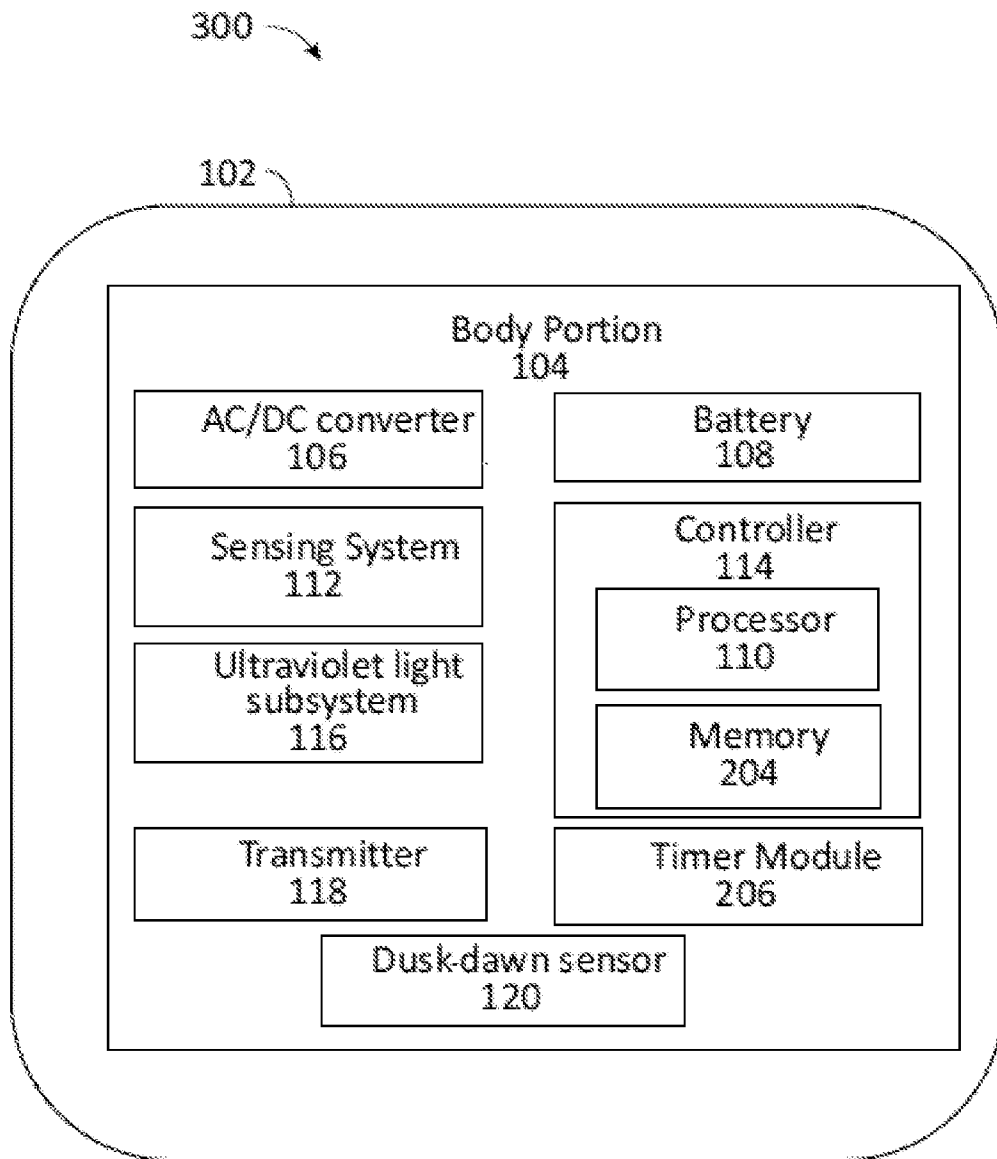 300
102
Body Portion
104
AC/DC converter
106
Battery
108
Sensing System
112
Controller
114
Processor
110
Ultraviolet light
subsystem
116
Memory
204
Transmitter
118
Timer Module
206
Dusk-dawn sensor
120